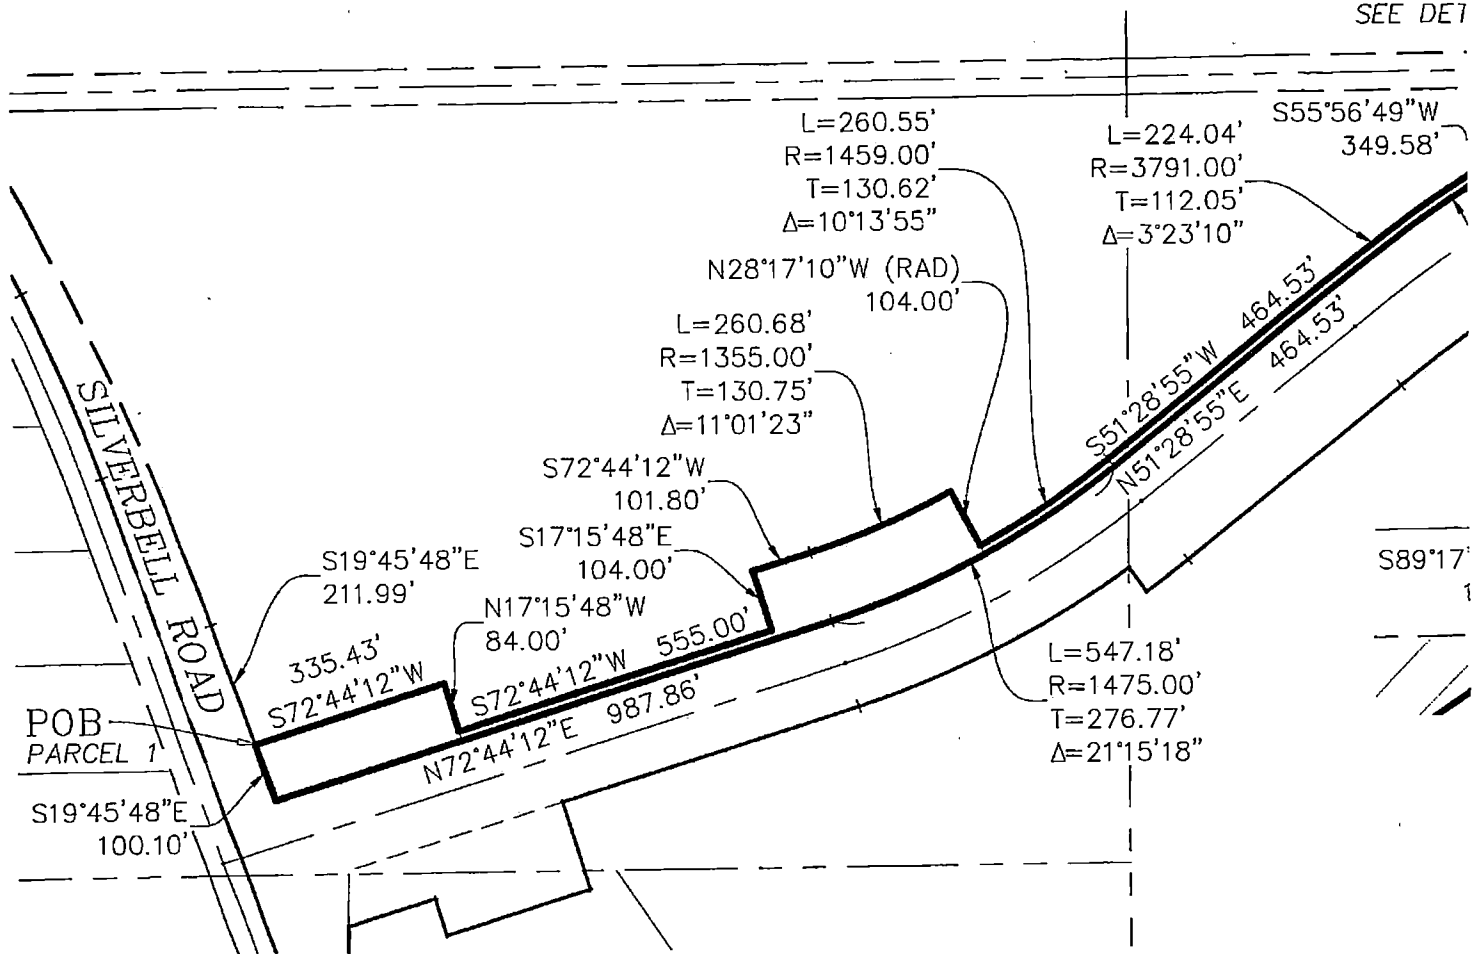 SEE DET
L=260.55'
R=1459.00'
T=130.62'
Δ=10°13'55"
L=224.04'
R=3791.00'
T=112.05'
Δ=3°23'10"
S55°56'49"W
349.58'
N28°17'10"W (RAD)
104.00'
L=260.68'
R=1355.00'
T=130.75'
Δ=11°01'23"
S51°28'55"W 464.53'
N51°28'55"E 464.53'
S72°44'12"W
101.80'
S17°15'48"E
104.00'
SILVERBELL ROAD
S19°45'48"E
211.99'
N17°15'48"W
84.00'
S89°17'
335.43'
S72°44'12"W
S72°44'12"W 555.00'
N72°44'12"E 987.86'
L=547.18'
R=1475.00'
T=276.77'
Δ=21°15'18"
POB
PARCEL 1
S19°45'48"E
100.10'